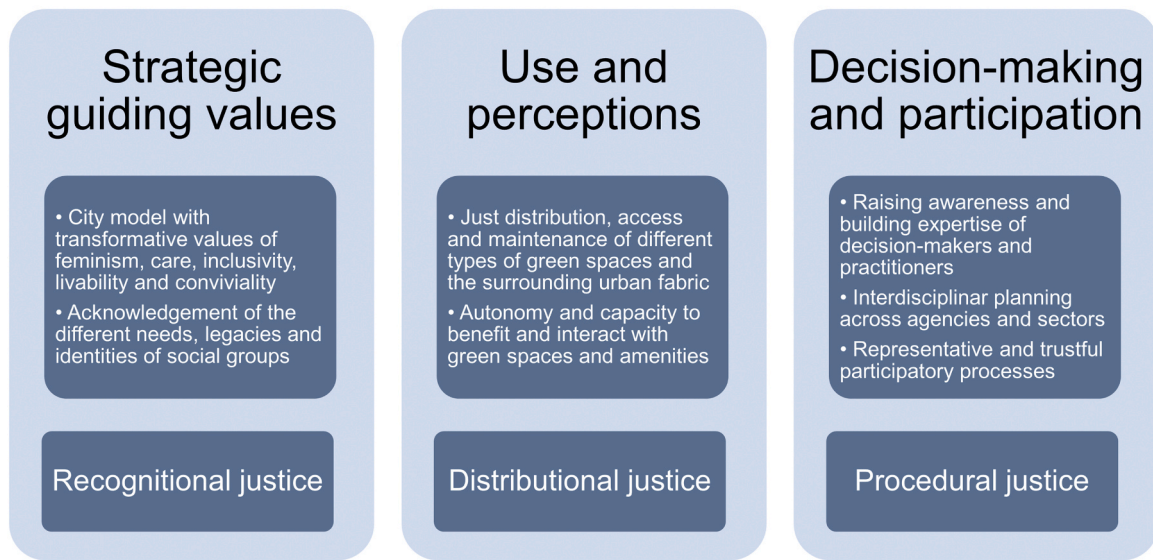 Strategic
guiding values
• City model with
transformative values of
feminism, care, inclusivity,
livability and conviviality
• Acknowledgement of the
different needs, legacies and
identities of social groups
Recognitional justice
Use and
perceptions
• Just distribution, access
and maintenance of different
types of green spaces and
the surrounding urban fabric
• Autonomy and capacity to
benefit and interact with
green spaces and amenities
Distributional justice
Decision-making
and participation
• Raising awareness and
building expertise of
decision-makers and
practitioners
• Interdisciplinar planning
across agencies and sectors
• Representative and trustful
participatory processes
Procedural justice